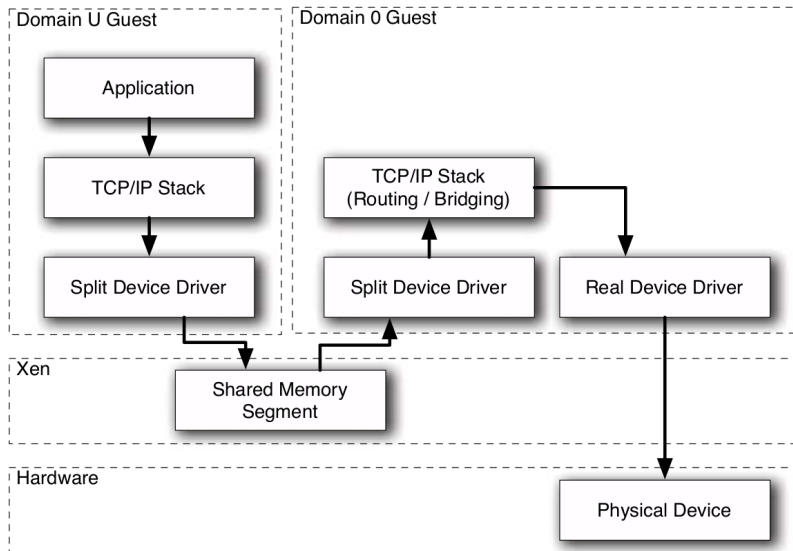 Domain U Guest
Domain 0 Guest
Application
TCP/IP Stack
TCP/IP Stack
(Routing / Bridging)
Split Device Driver
Split Device Driver
Real Device Driver
Xen
Shared Memory
Segment
Hardware
Physical Device